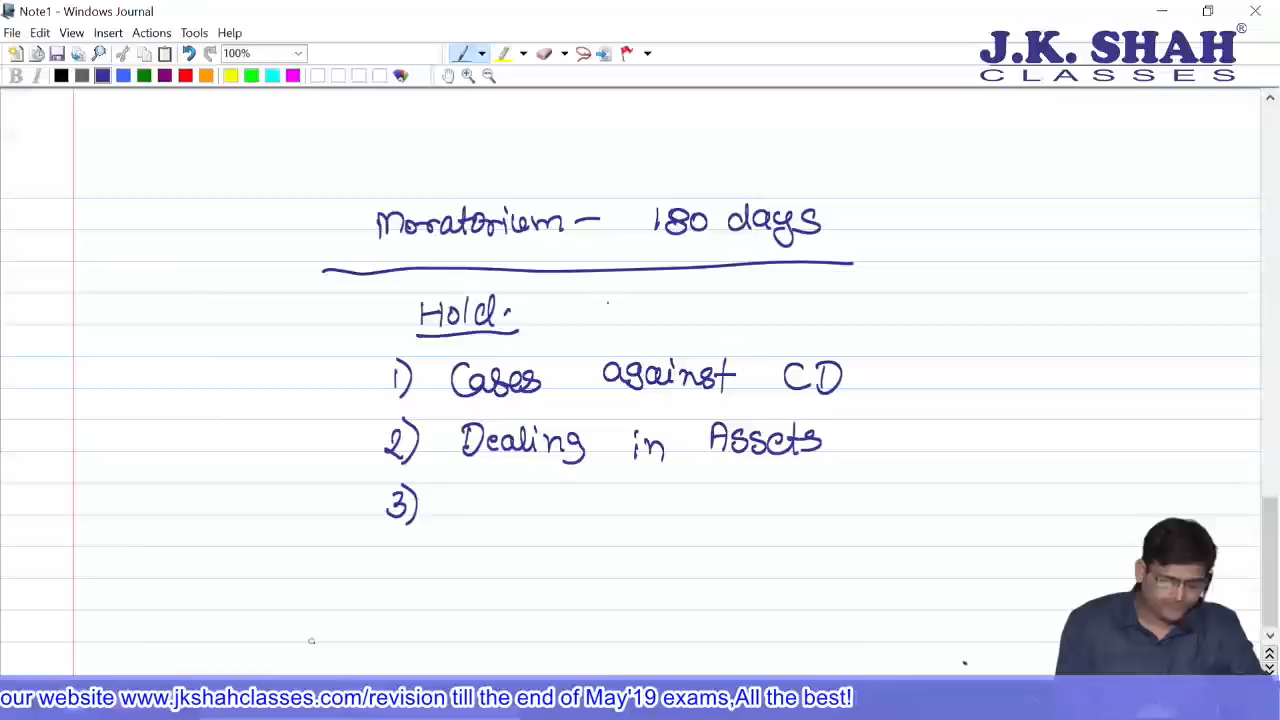 Note1 - Windows Journal
File Edit View Insert Actions Tools Help
100%
B I
J.K. SHAH®
CLASSES
Moratorium - 180 days
Hold.
1) Cases against CD
2) Dealing in Assets
3)
our website www.jkshahclasses.com/revision till the end of May'19 exams,All the best!